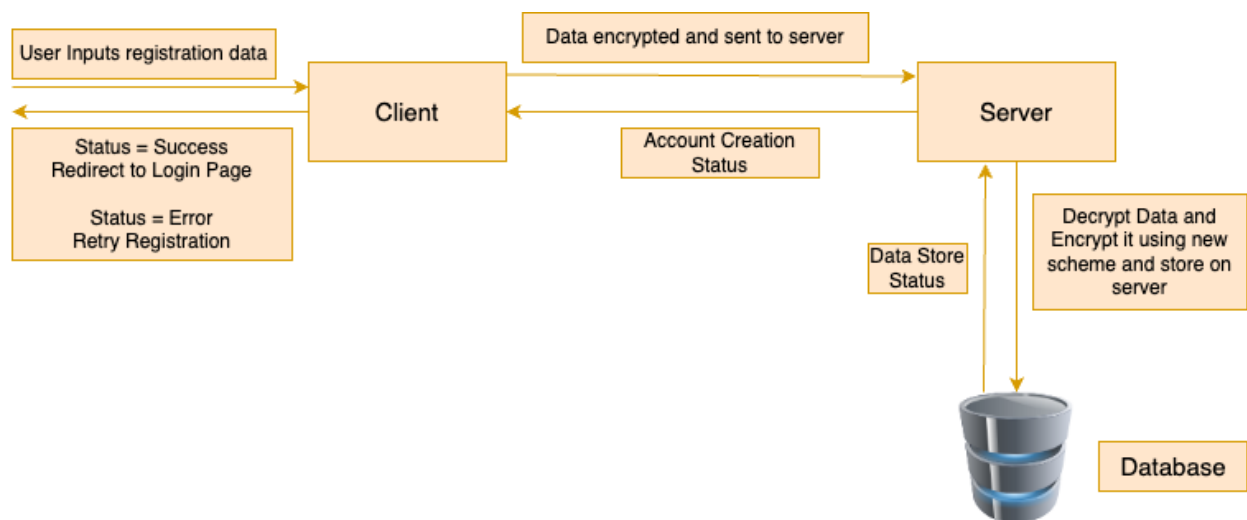 User Inputs registration data
Data encrypted and sent to server
Client
Server
Status = Success
Redirect to Login Page
Status = Error
Retry Registration
Account Creation
Status
Data Store
Status
Decrypt Data and
Encrypt it using new
scheme and store on
server
Database